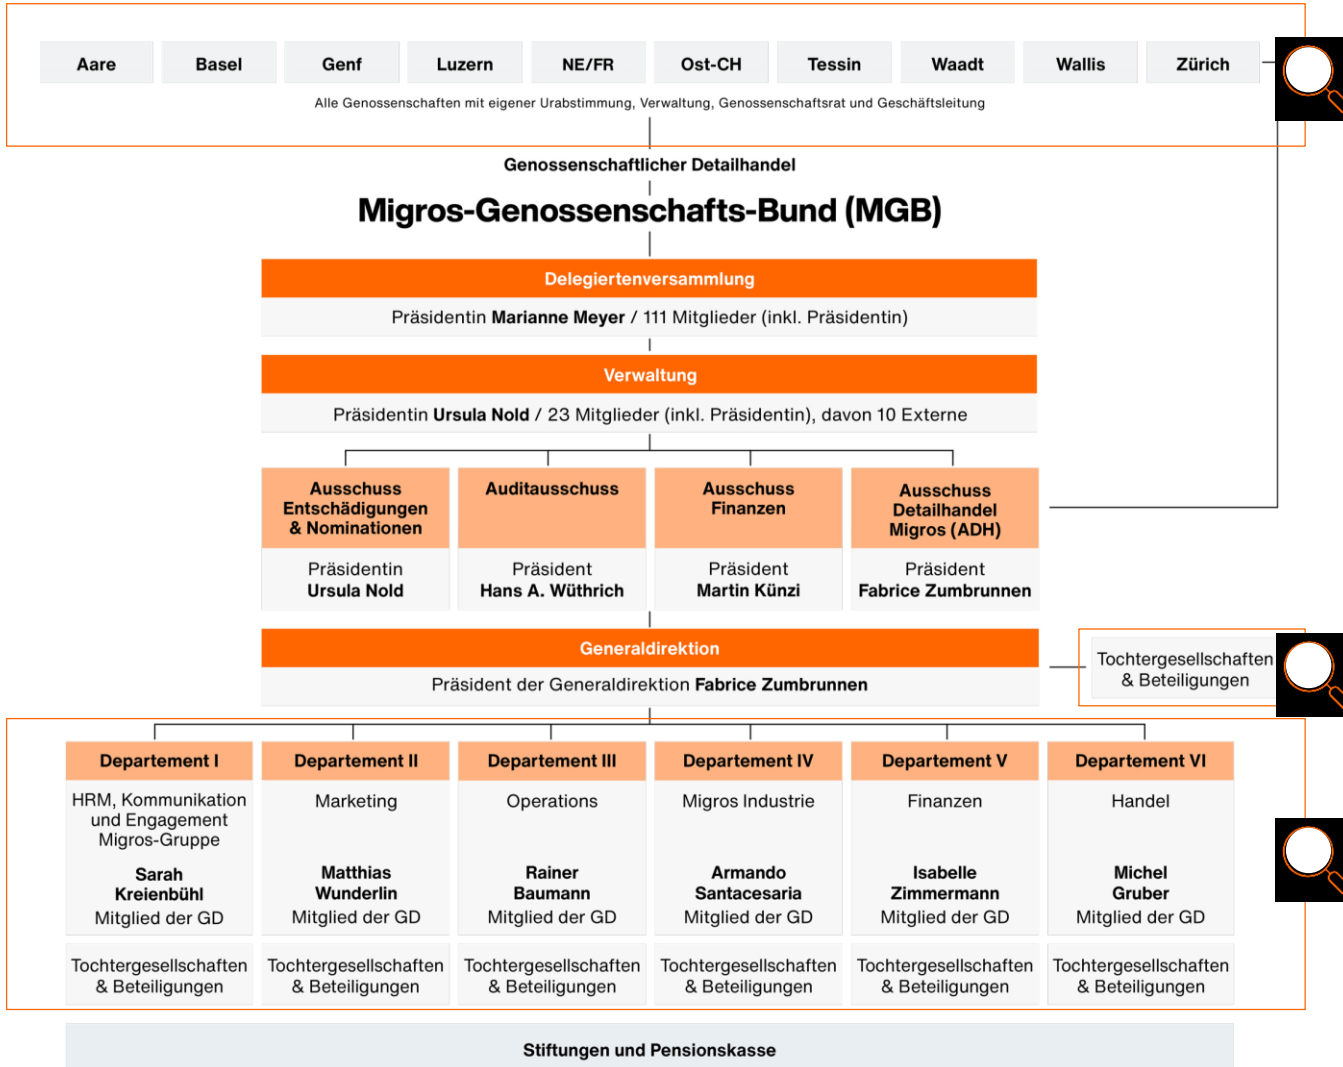 Aare
Basel
Genf
Luzern
NE/FR
Ost-CH
Tessin
Waadt
Wallis
Zürich
Alle Genossenschaften mit eigener Urabstimmung, Verwaltung, Genossenschaftsrat und Geschäftsleitung
Genossenschaftlicher Detailhandel
Migros-Genossenschafts-Bund (MGB)
Delegiertenversammlung
Präsidentin Marianne Meyer / 111 Mitglieder (inkl. Präsidentin)
Verwaltung
Präsidentin Ursula Nold / 23 Mitglieder (inkl. Präsidentin), davon 10 Externe
Ausschuss
Entschädigungen
& Nominationen
Präsidentin
Ursula Nold
Auditausschuss
Präsident
Hans A. Wüthrich
Ausschuss
Finanzen
Präsident
Martin Künzi
Ausschuss
Detailhandel
Migros (ADH)
Präsident
Fabrice Zumbrunnen
Generaldirektion
Präsident der Generaldirektion Fabrice Zumbrunnen
Tochtergesellschaften
& Beteiligungen
Departement I
HRM, Kommunikation
und Engagement
Migros-Gruppe
Sarah
Kreienbühl
Mitglied der GD
Tochtergesellschaften
& Beteiligungen
Departement II
Marketing
Matthias
Wunderlin
Mitglied der GD
Tochtergesellschaften
& Beteiligungen
Departement III
Operations
Rainer
Baumann
Mitglied der GD
Tochtergesellschaften
& Beteiligungen
Departement IV
Migros Industrie
Armando
Santacesaria
Mitglied der GD
Tochtergesellschaften
& Beteiligungen
Departement V
Finanzen
Isabelle
Zimmermann
Mitglied der GD
Tochtergesellschaften
& Beteiligungen
Departement VI
Handel
Michel
Gruber
Mitglied der GD
Tochtergesellschaften
& Beteiligungen
Stiftungen und Pensionskasse